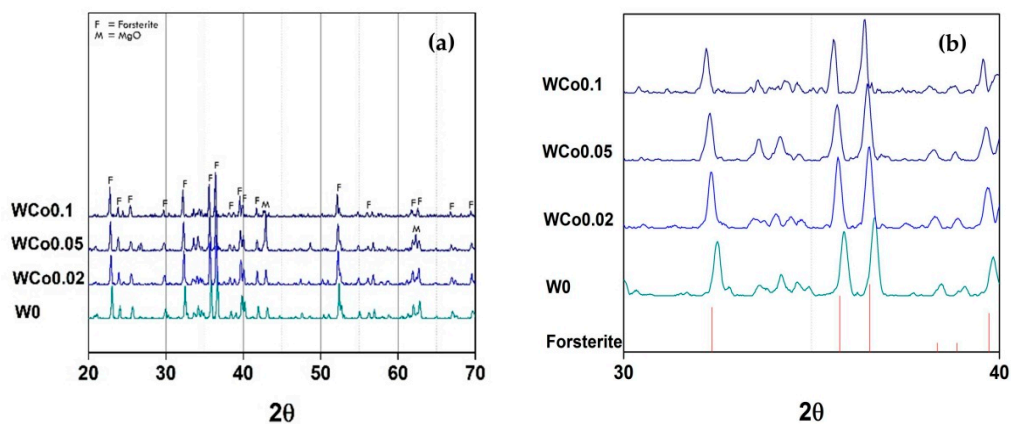 F = Forsterite
M = MgO
(a)
F
F
F
F
F
F
F
F
F
F
F
M
F
F
M
F
F
F
F
WCo0.1
WCo0.05
WCo0.02
W0
20 30 40 50 60 70
2θ
(b)
WCo0.1
WCo0.05
WCo0.02
W0
Forsterite
30 40
2θ